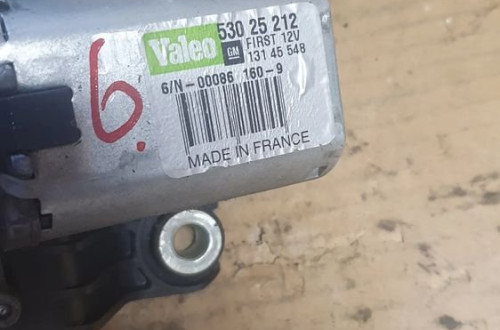 6.
Valeo 530 25 212
GM FIRST 12V
131 45 548
6/N-00086 160-9
MADE IN FRANCE